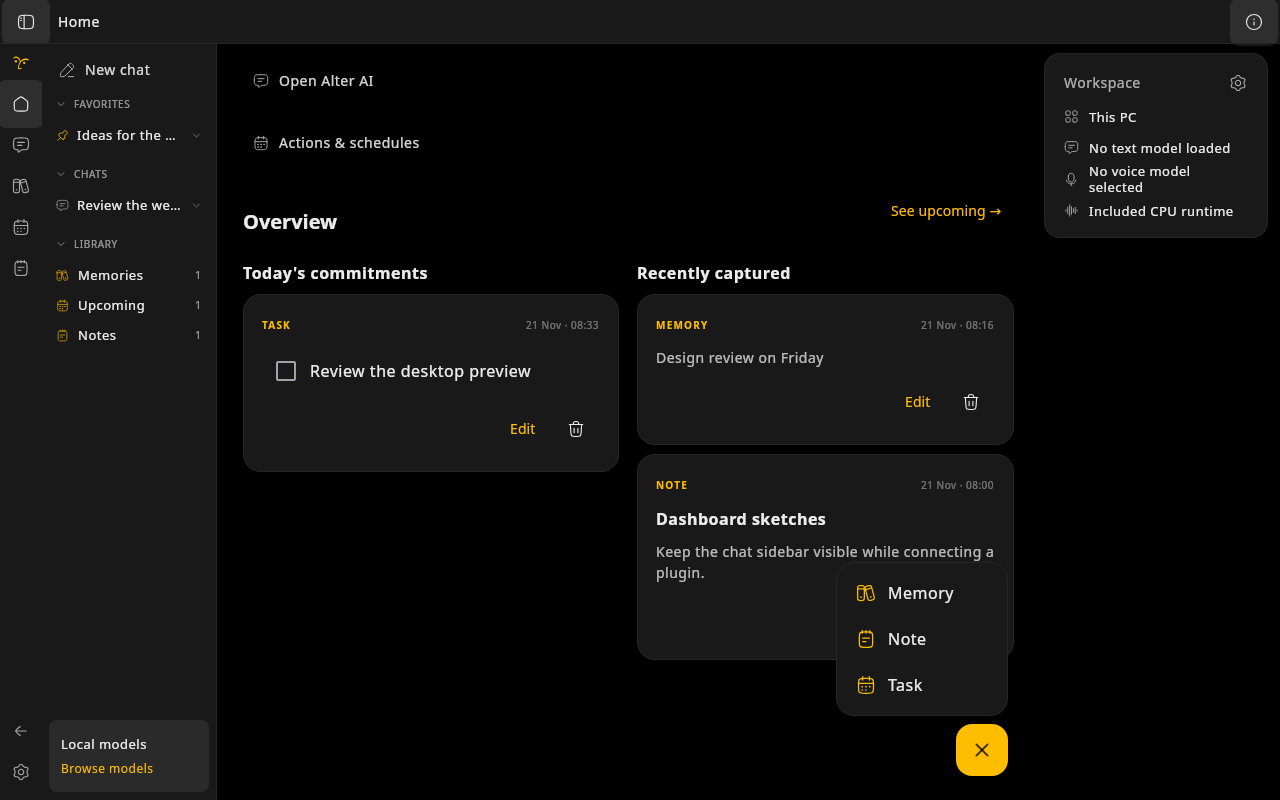 Home
New chat
FAVORITES
Ideas for the ...
CHATS
Review the we...
LIBRARY
Memories 1
Upcoming 1
Notes 1
Local models
Browse models
Open Alter AI
Actions & schedules
Overview
See upcoming →
Today's commitments
TASK 21 Nov · 08:33
Review the desktop preview
Edit
Recently captured
MEMORY 21 Nov · 08:16
Design review on Friday
Edit
NOTE 21 Nov · 08:00
Dashboard sketches
Keep the chat sidebar visible while connecting a
plugin.
Memory
Note
Task
Workspace
This PC
No text model loaded
No voice model
selected
Included CPU runtime